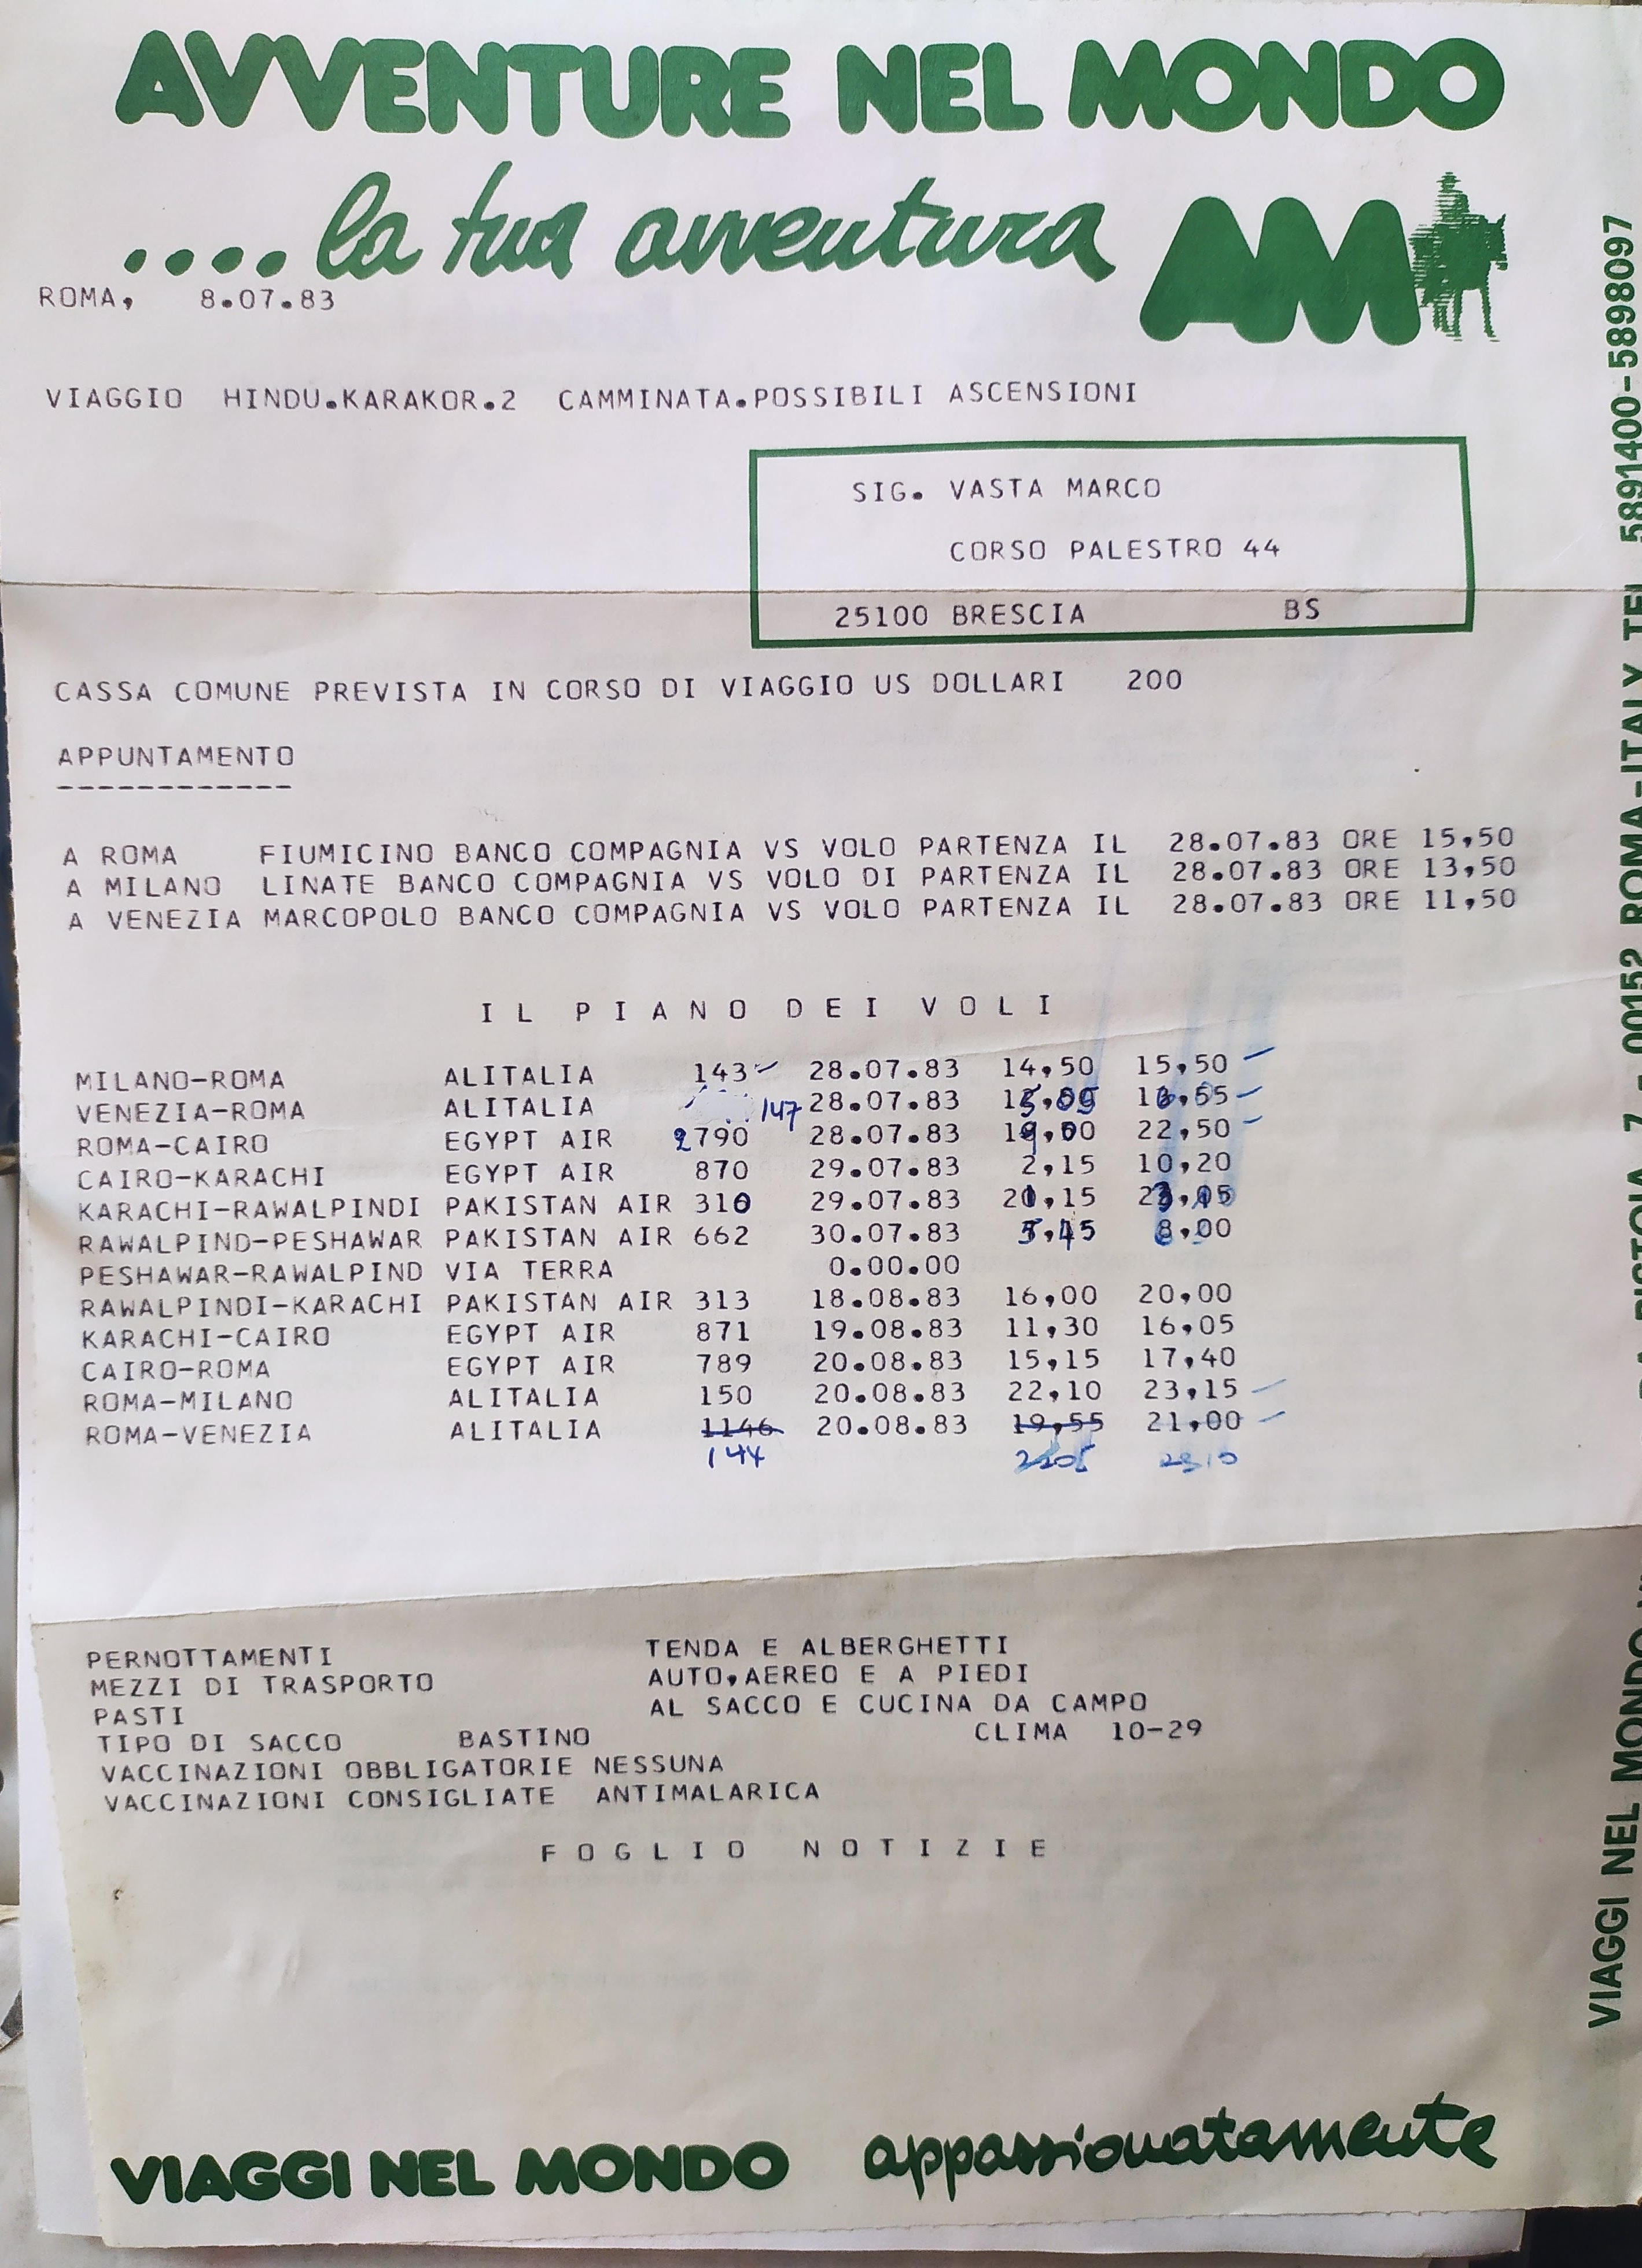 AVVENTURE NEL MONDO
....la tua avventura AM
ROMA, 8.07.83
VIAGGIO HINDU.KARAKOR.2 CAMMINATA.POSSIBILI ASCENSIONI
SIG. VASTA MARCO
CORSO PALESTRO 44
25100 BRESCIA BS
CASSA COMUNE PREVISTA IN CORSO DI VIAGGIO US DOLLARI 200
APPUNTAMENTO
------------
A ROMA FIUMICINO BANCO COMPAGNIA VS VOLO PARTENZA IL 28.07.83 ORE 15,50
A MILANO LINATE BANCO COMPAGNIA VS VOLO DI PARTENZA IL 28.07.83 ORE 13,50
A VENEZIA MARCOPOLO BANCO COMPAGNIA VS VOLO PARTENZA IL 28.07.83 ORE 11,50
IL PIANO DEI VOLI
MILANO-ROMA ALITALIA 143 28.07.83 14,50 15,50
VENEZIA-ROMA ALITALIA 147 28.07.83
ROMA-CAIRO EGYPT AIR 2790 28.07.83 22,50
CAIRO-KARACHI EGYPT AIR 870 29.07.83 2,15 10,20
KARACHI-RAWALPINDI PAKISTAN AIR 310 29.07.83
RAWALPIND-PESHAWAR PAKISTAN AIR 662 30.07.83 8,00
PESHAWAR-RAWALPIND VIA TERRA 0.00.00
RAWALPINDI-KARACHI PAKISTAN AIR 313 18.08.83 16,00 20,00
KARACHI-CAIRO EGYPT AIR 871 19.08.83 11,30 16,05
CAIRO-ROMA EGYPT AIR 789 20.08.83 15,15 17,40
ROMA-MILANO ALITALIA 150 20.08.83 22,10 23,15
ROMA-VENEZIA ALITALIA 1146 20.08.83 19,55 21,00
144 2205 2310
PERNOTTAMENTI TENDA E ALBERGHETTI
MEZZI DI TRASPORTO AUTO,AEREO E A PIEDI
PASTI AL SACCO E CUCINA DA CAMPO
TIPO DI SACCO BASTINO CLIMA 10-29
VACCINAZIONI OBBLIGATORIE NESSUNA
VACCINAZIONI CONSIGLIATE ANTIMALARICA
FOGLIO NOTIZIE
VIAGGI NEL MONDO appassionatamente
VIAGGI NEL MONDO 7 - 00152 ROMA-ITALY TEL 5891400-5898097